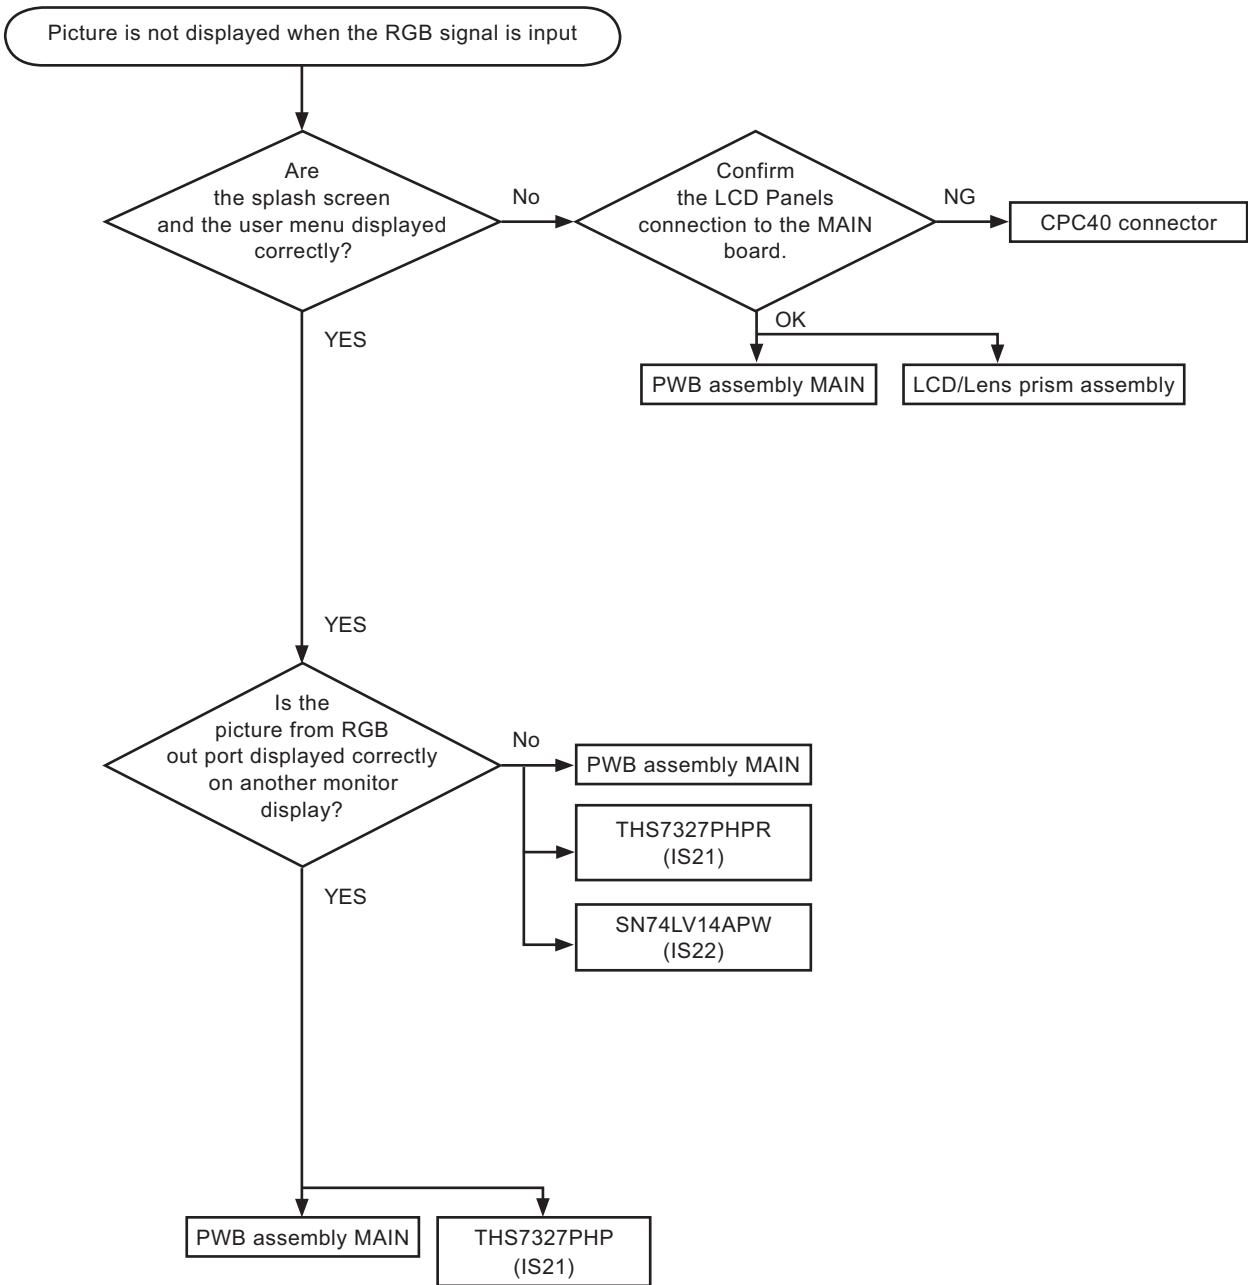 Picture is not displayed when the RGB signal is input
Are
the splash screen
and the user menu displayed
correctly?
No
Confirm
the LCD Panels
connection to the MAIN
board.
NG
CPC40 connector
YES
OK
PWB assembly MAIN
LCD/Lens prism assembly
YES
Is the
picture from RGB
out port displayed correctly
on another monitor
display?
No
PWB assembly MAIN
THS7327PHPR
(IS21)
SN74LV14APW
(IS22)
YES
PWB assembly MAIN
THS7327PHP
(IS21)